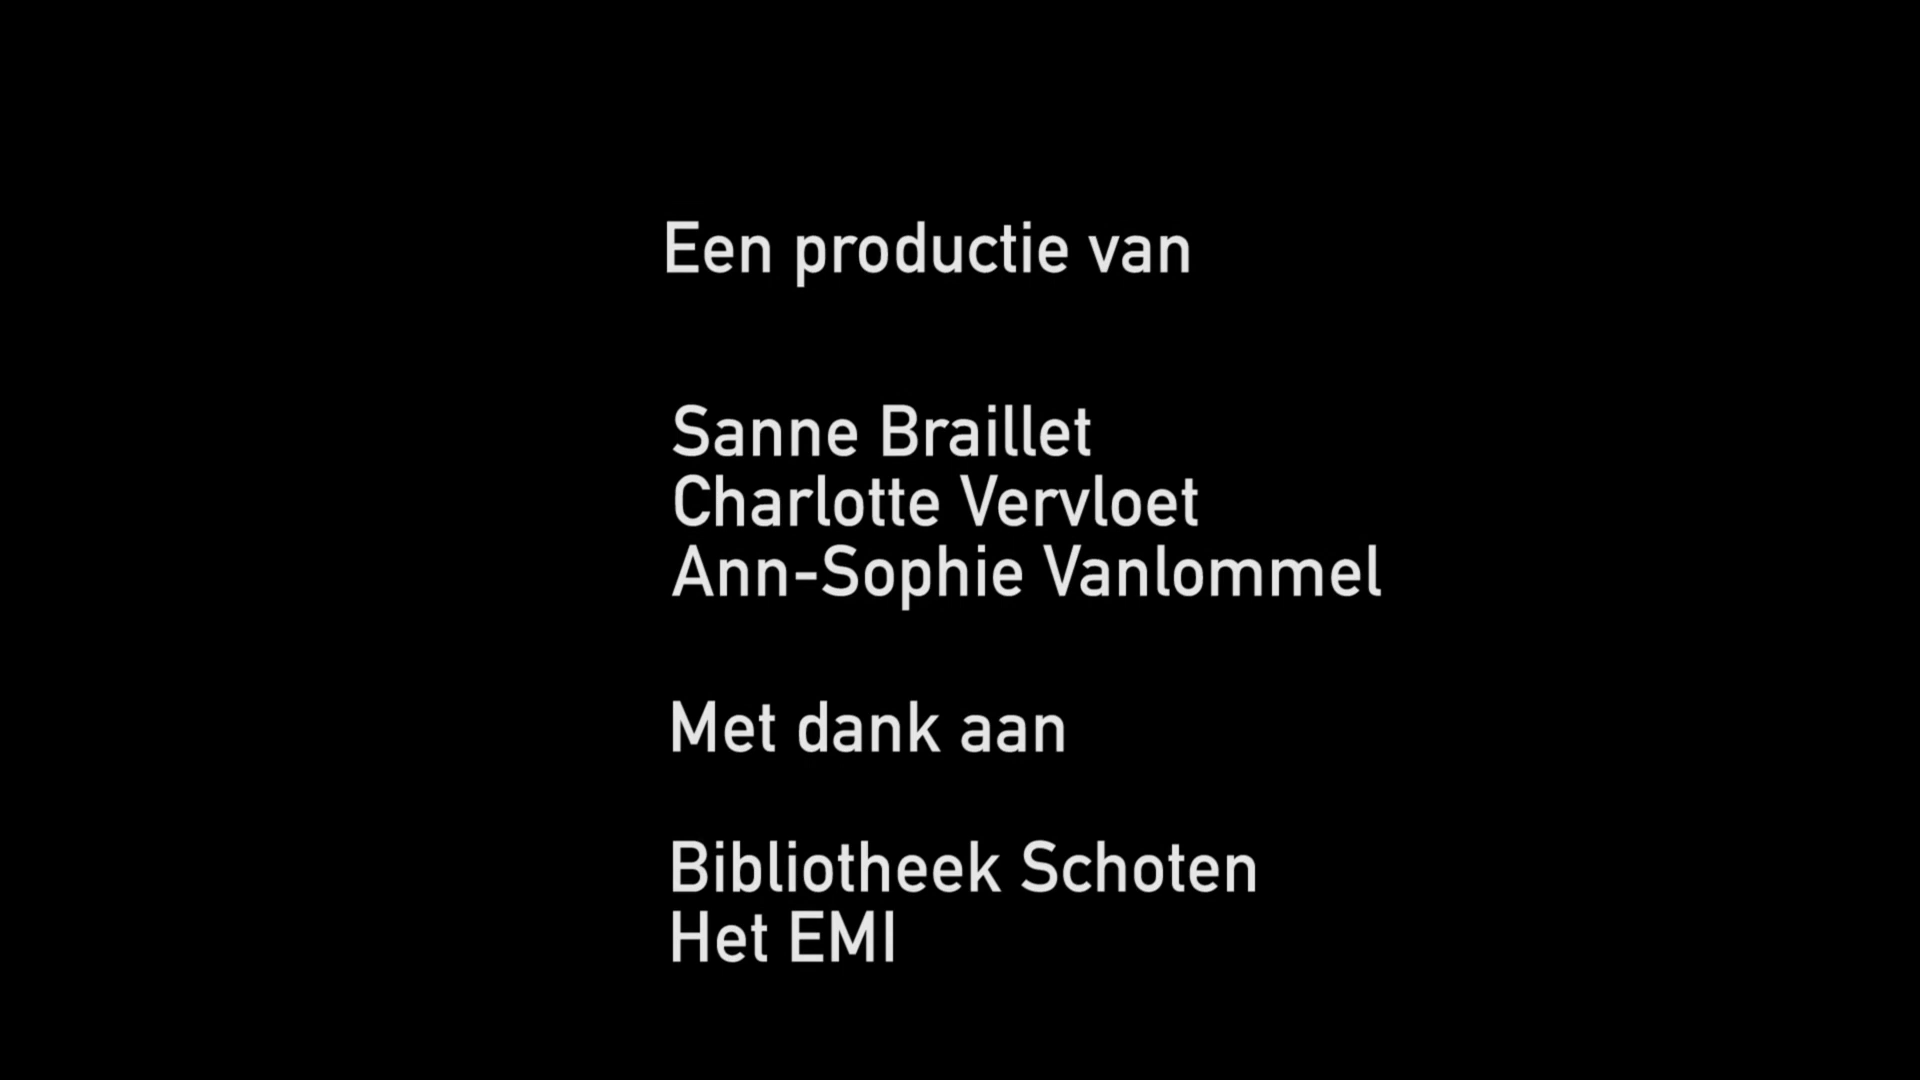 Een productie van
Sanne Braillet
Charlotte Vervloet
Ann-Sophie Vanlommel
Met dank aan
Bibliotheek Schoten
Het EMI